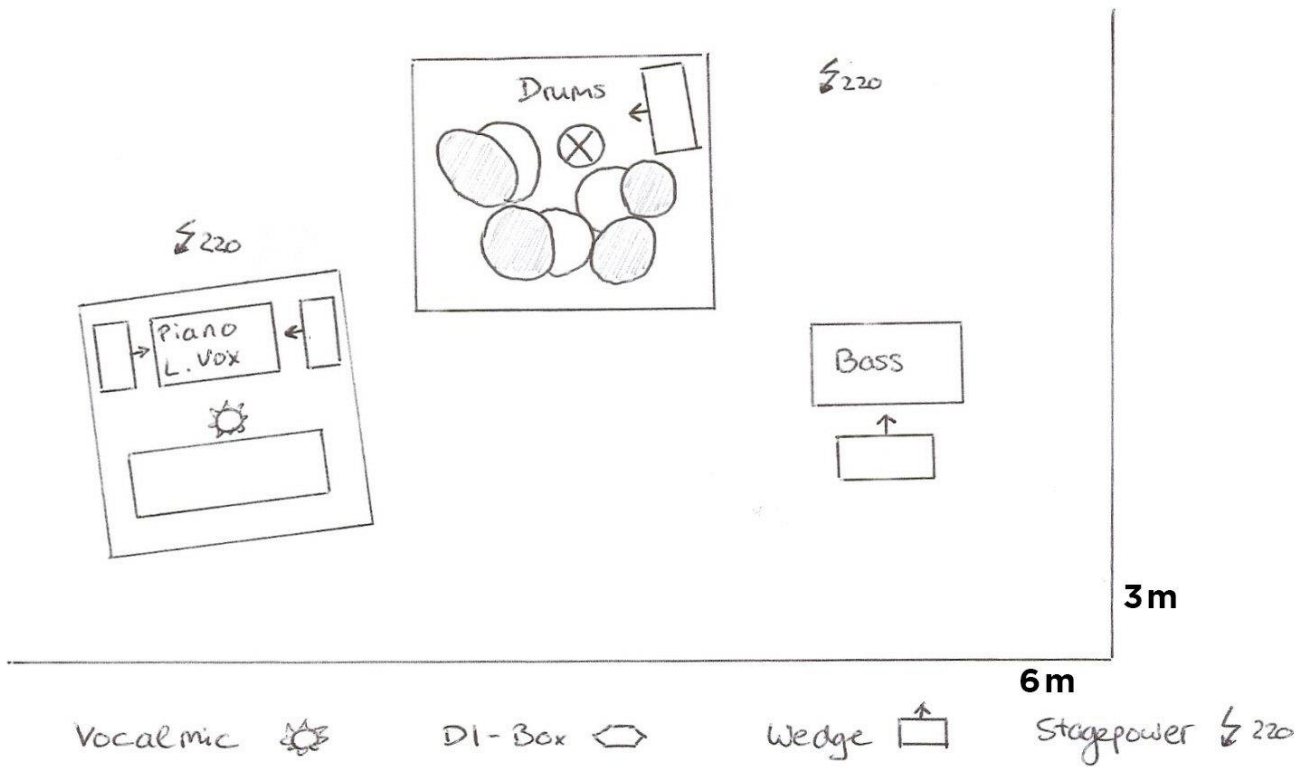 Drums
220
220
Piano
L. Vox
Bass
3m
6m
Vocalmic
DI-Box
Wedge
Stagepower 220